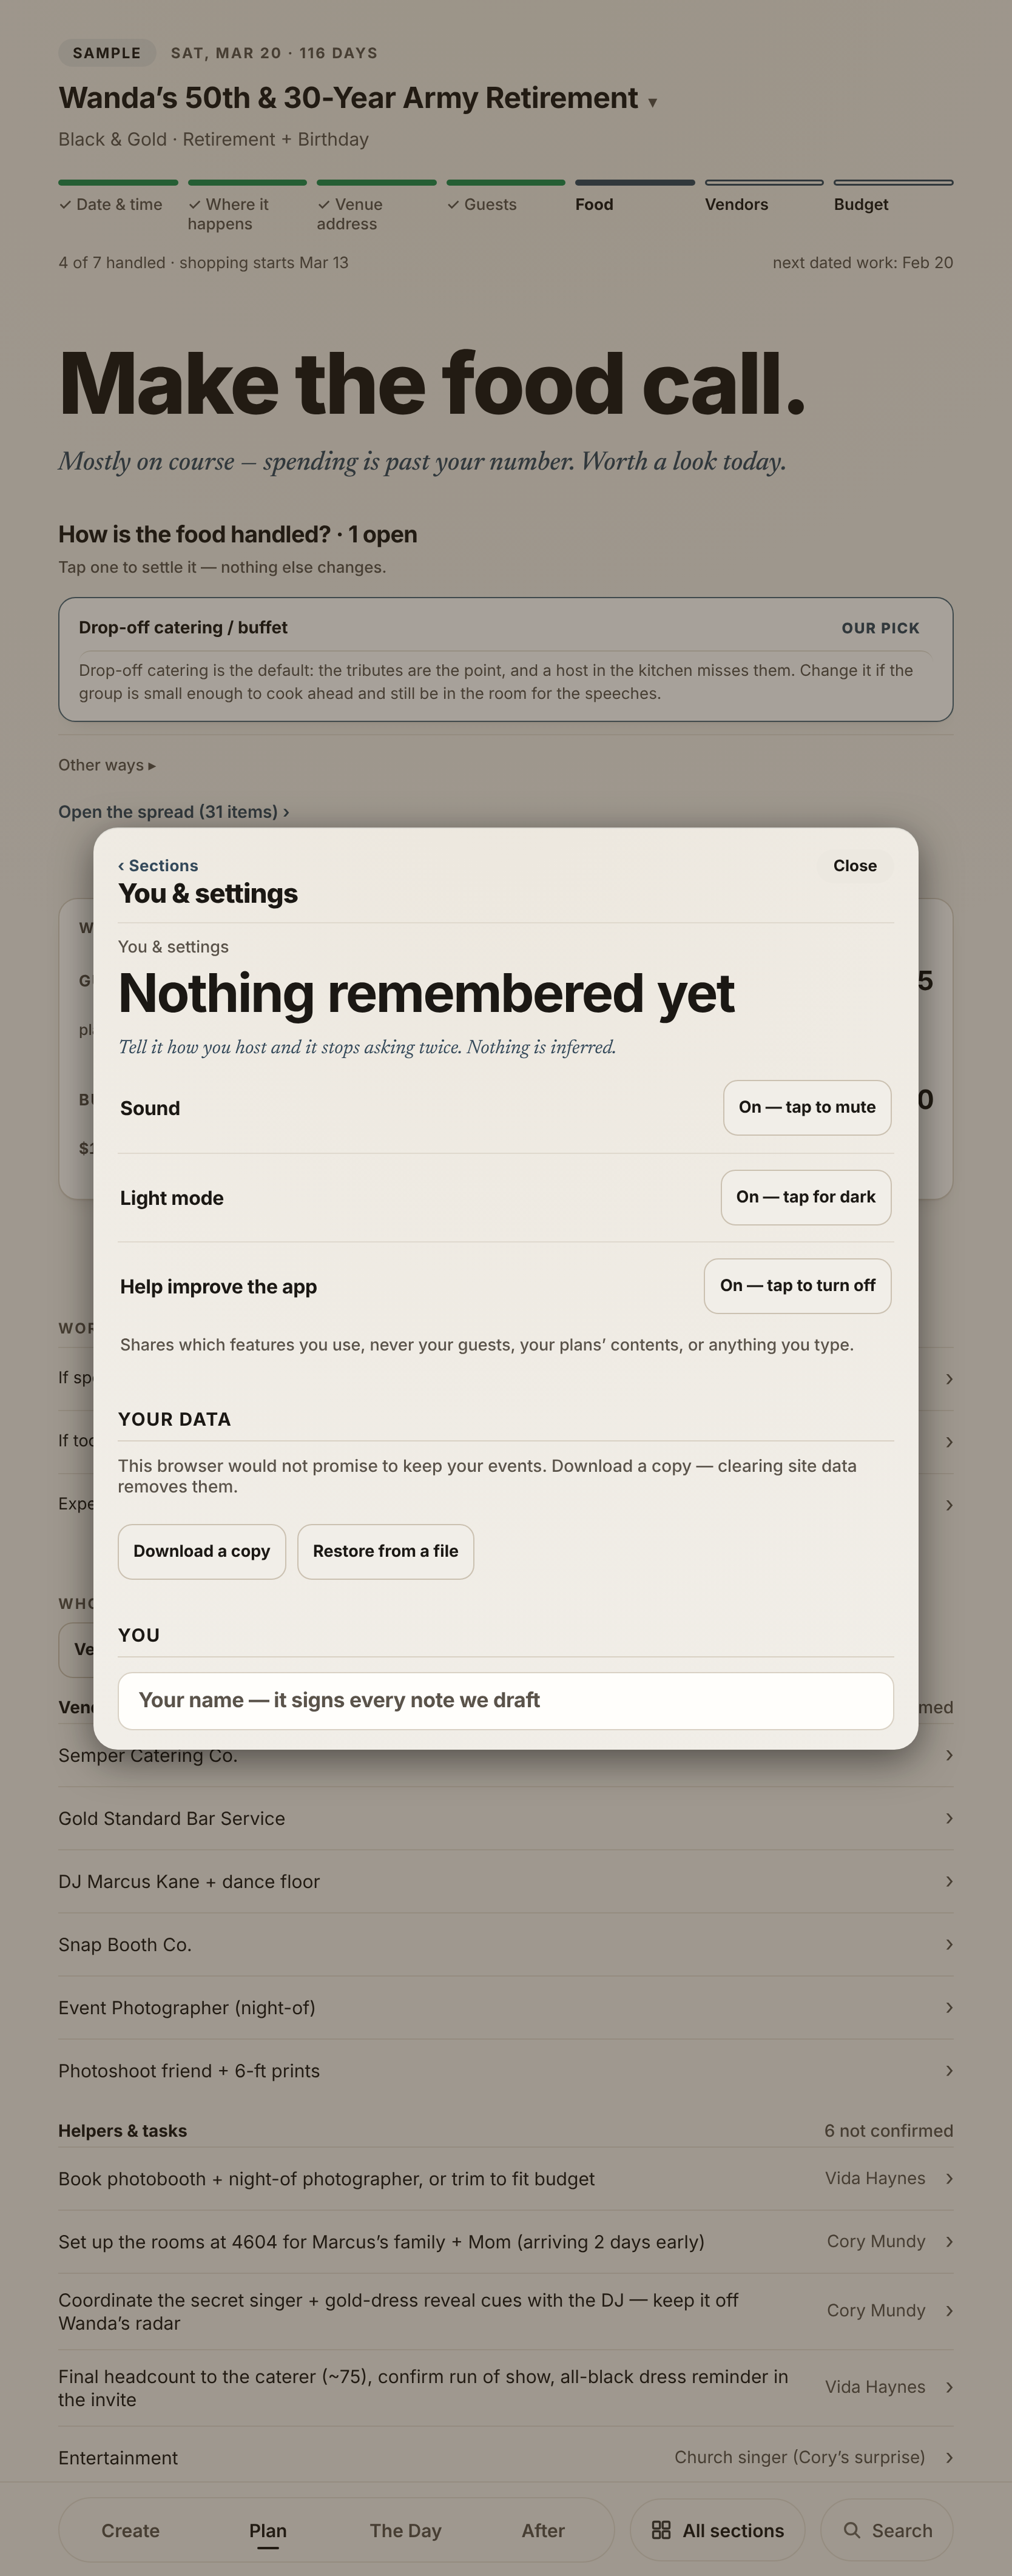 SAMPLE SAT, MAR 20 · 116 DAYS
Wanda’s 50th & 30-Year Army Retirement ▾
Black & Gold · Retirement + Birthday
✓ Date & time
✓ Where it happens
✓ Venue address
✓ Guests
Food
Vendors
Budget
4 of 7 handled · shopping starts Mar 13
next dated work: Feb 20
Make the food call.
Mostly on course – spending is past your number. Worth a look today.
How is the food handled? · 1 open
Tap one to settle it — nothing else changes.
Drop-off catering / buffet
OUR PICK
Drop-off catering is the default: the tributes are the point, and a host in the kitchen misses them. Change it if the
group is small enough to cook ahead and still be in the room for the speeches.
Other ways ▸
Open the spread (31 items) ›
‹ Sections
Close
You & settings
You & settings
Nothing remembered yet
Tell it how you host and it stops asking twice. Nothing is inferred.
Sound
On — tap to mute
Light mode
On — tap for dark
Help improve the app
On — tap to turn off
Shares which features you use, never your guests, your plans’ contents, or anything you type.
YOUR DATA
This browser would not promise to keep your events. Download a copy — clearing site data
removes them.
Download a copy
Restore from a file
YOU
Your name — it signs every note we draft
Semper Catering Co. ›
Gold Standard Bar Service ›
DJ Marcus Kane + dance floor ›
Snap Booth Co. ›
Event Photographer (night-of) ›
Photoshoot friend + 6-ft prints ›
Helpers & tasks
6 not confirmed
Book photobooth + night-of photographer, or trim to fit budget
Vida Haynes ›
Set up the rooms at 4604 for Marcus’s family + Mom (arriving 2 days early)
Cory Mundy ›
Coordinate the secret singer + gold-dress reveal cues with the DJ — keep it off
Wanda’s radar
Cory Mundy ›
Final headcount to the caterer (~75), confirm run of show, all-black dress reminder in
the invite
Vida Haynes ›
Entertainment
Church singer (Cory’s surprise) ›
Create
Plan
The Day
After
All sections
Search